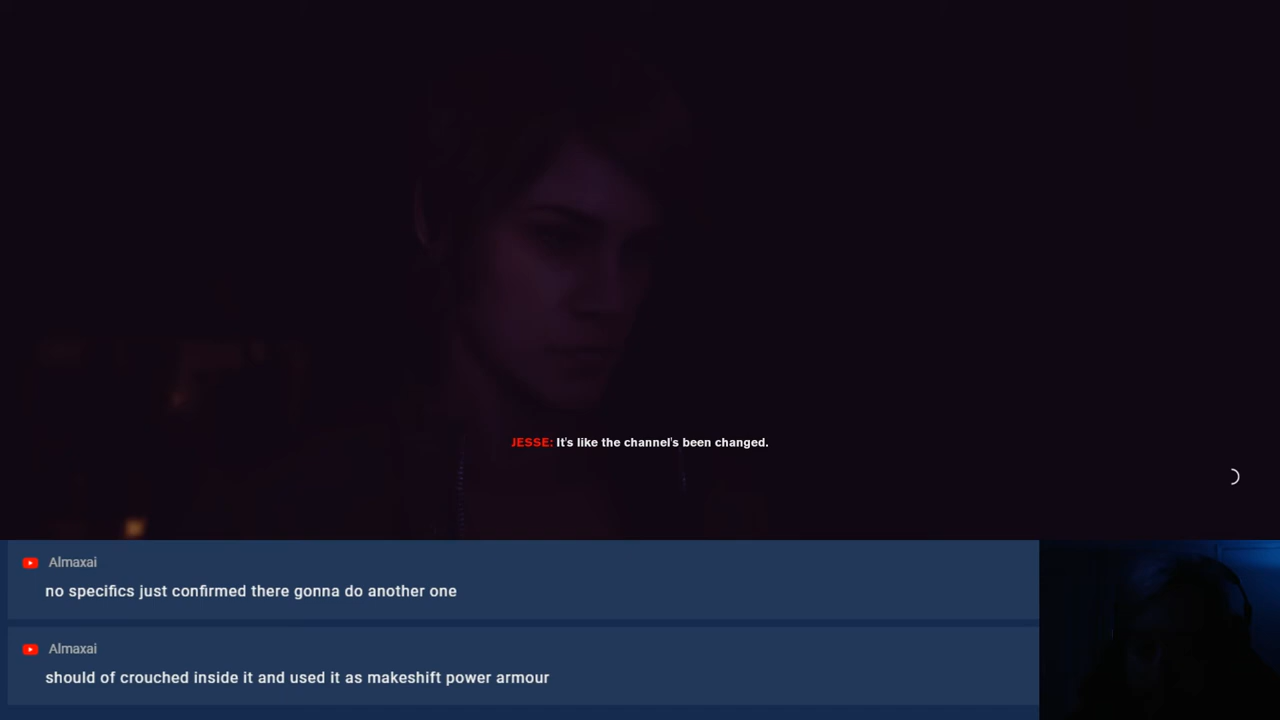 JESSE: It's like the channel's been changed.
Almaxai
no specifics just confirmed there gonna do another one
Almaxai
should of crouched inside it and used it as makeshift power armour